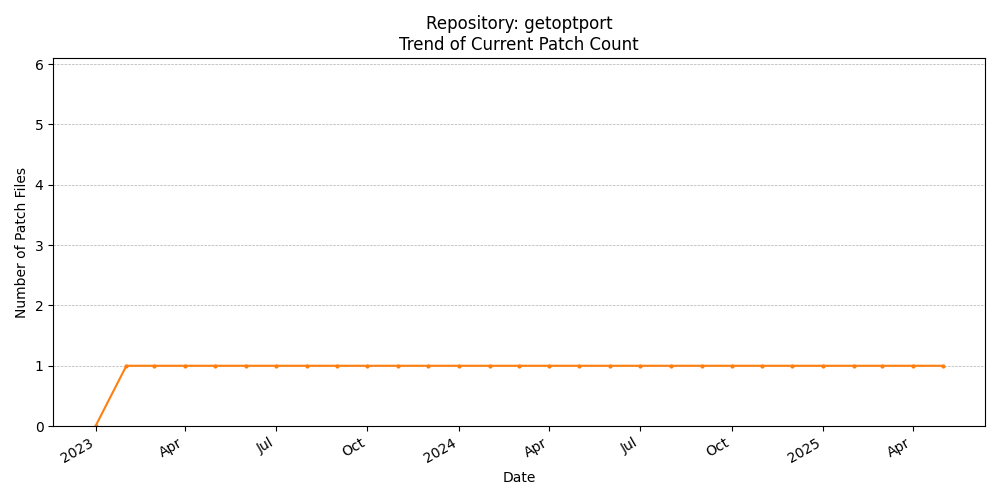 Repository: getoptport
Trend of Current Patch Count
6
5
4
3
2
1
0
Number of Patch Files
2023
Apr
Jul
Oct
2024
Apr
Jul
Oct
2025
Apr
Date